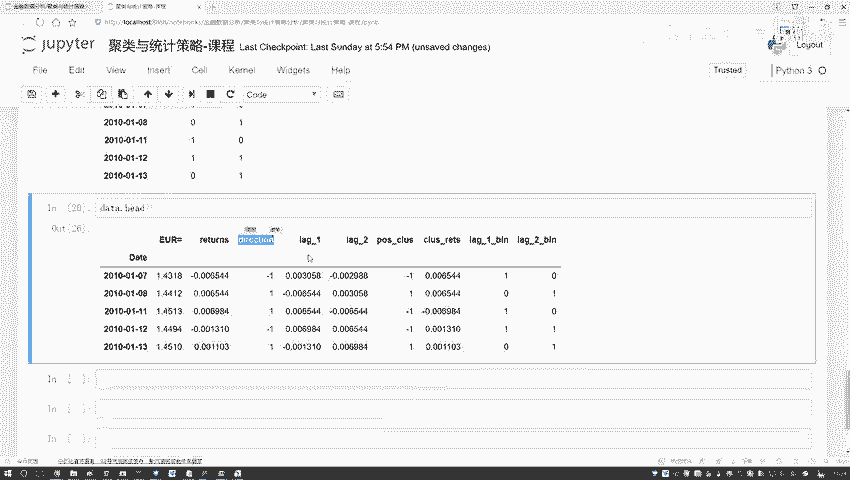 http://localhost
jupyter 聚类与统计策略-课程 Last Checkpoint: Last Sunday at 5:54 PM (unsaved changes)
Logout
File Edit View Insert Cell Kernel Widgets Help
Trusted
Python 3
Code
2010-01-08 0 1
2010-01-11 1 0
2010-01-12 1 1
2010-01-13 0 1
data.head
EUR= returns direction lag_1 lag_2 pos_clus clus_rets lag_1_bin lag_2_bin
Date
2010-01-07 1.4318 -0.006544 -1 0.003058 -0.002988 -1 0.006544 1 0
2010-01-08 1.4412 0.006544 1 -0.006544 0.003058 1 0.006544 0 1
2010-01-11 1.4513 0.006984 1 0.006544 -0.006544 -1 -0.006984 1 0
2010-01-12 1.4494 -0.001310 -1 0.006984 0.006544 -1 0.001310 1 1
2010-01-13 1.4510 0.001103 1 -0.001310 0.006984 1 0.001103 0 1
In [ ]:
In [ ]:
In [ ]: